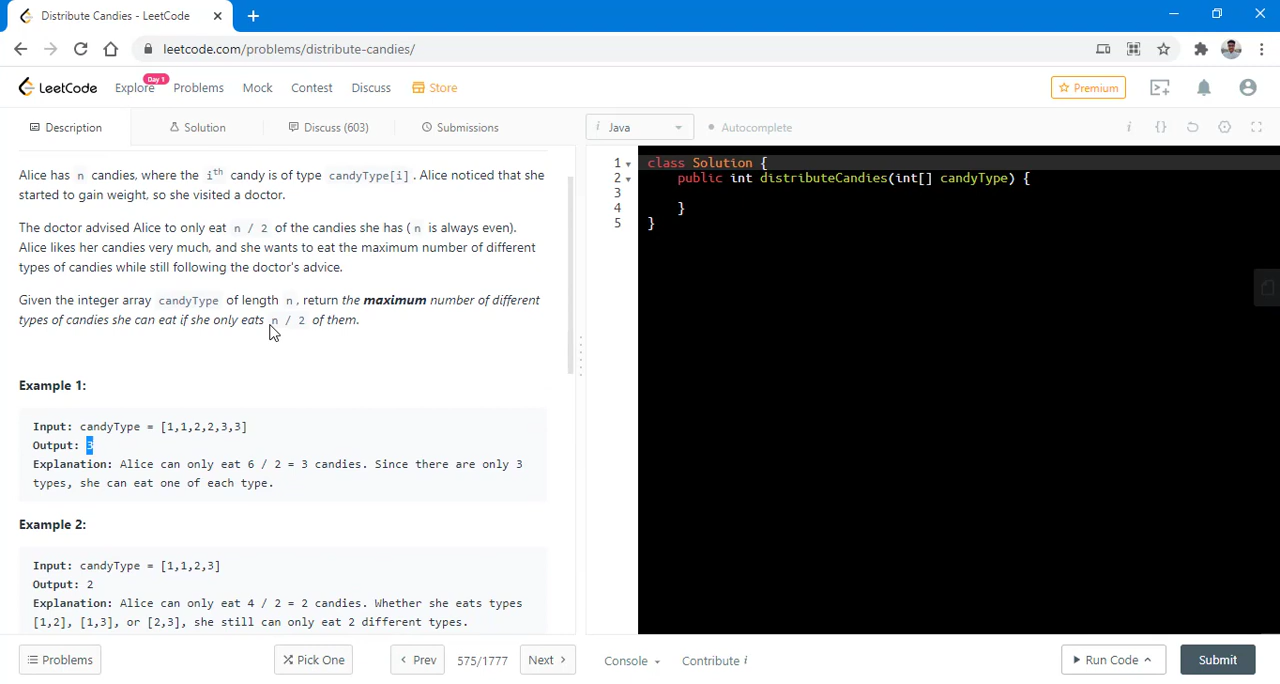 Distribute Candies - LeetCode
leetcode.com/problems/distribute-candies/
LeetCode Explore Day 1 Problems Mock Contest Discuss Store Premium
Description Solution Discuss (603) Submissions i Java Autocomplete i {}
Alice has n candies, where the ith candy is of type candyType[i]. Alice noticed that she
started to gain weight, so she visited a doctor.
The doctor advised Alice to only eat n / 2 of the candies she has (n is always even).
Alice likes her candies very much, and she wants to eat the maximum number of different
types of candies while still following the doctor's advice.
Given the integer array candyType of length n, return the maximum number of different
types of candies she can eat if she only eats n / 2 of them.
Example 1:
Input: candyType = [1,1,2,2,3,3]
Output: 3
Explanation: Alice can only eat 6 / 2 = 3 candies. Since there are only 3
types, she can eat one of each type.
Example 2:
Input: candyType = [1,1,2,3]
Output: 2
Explanation: Alice can only eat 4 / 2 = 2 candies. Whether she eats types
[1,2], [1,3], or [2,3], she still can only eat 2 different types.
1 class Solution {
2 public int distributeCandies(int[] candyType) {
3
4 }
5 }
Problems Pick One Prev 575/1777 Next Console Contribute i Run Code Submit